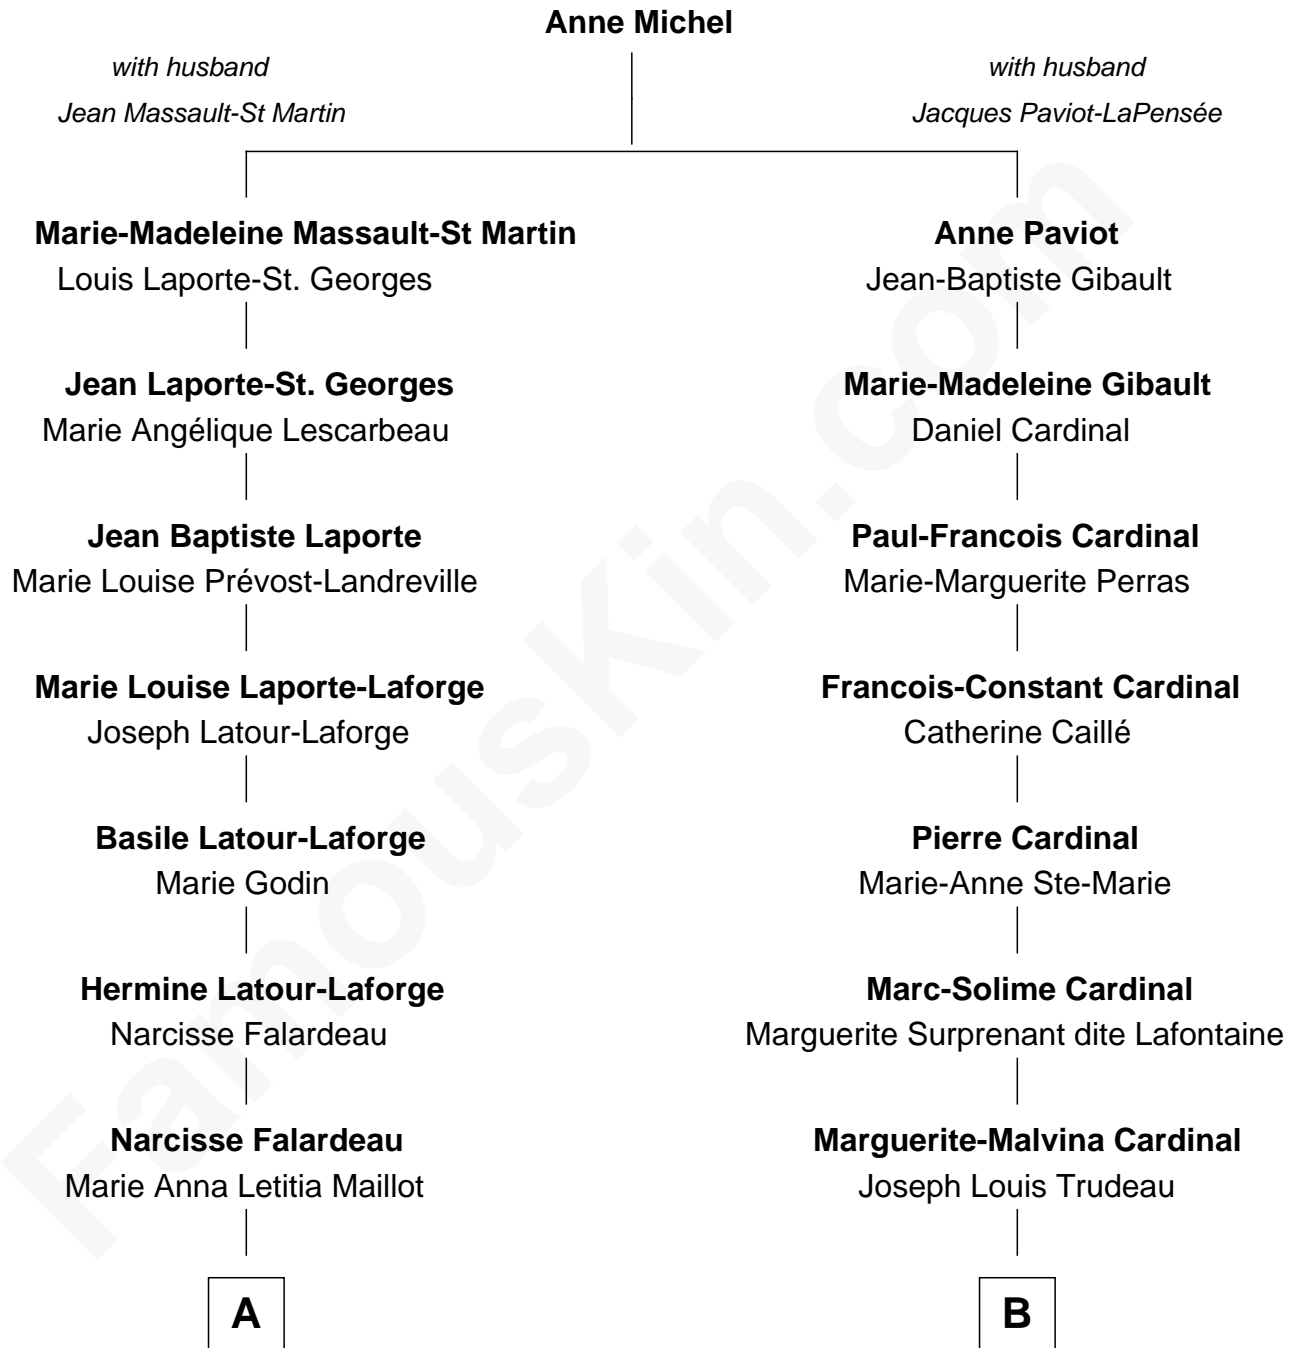 Anne Michel
with husband
Jean Massault-St Martin
with husband
Jacques Paviot-LaPensée
Marie-Madeleine Massault-St Martin
Louis Laporte-St. Georges
Anne Paviot
Jean-Baptiste Gibault
Jean Laporte-St. Georges
Marie Angélique Lescarbeau
Marie-Madeleine Gibault
Daniel Cardinal
Jean Baptiste Laporte
Marie Louise Prévost-Landreville
Paul-Francois Cardinal
Marie-Marguerite Perras
Marie Louise Laporte-Laforge
Joseph Latour-Laforge
Francois-Constant Cardinal
Catherine Caillé
Basile Latour-Laforge
Marie Godin
Pierre Cardinal
Marie-Anne Ste-Marie
Hermine Latour-Laforge
Narcisse Falardeau
Marc-Solime Cardinal
Marguerite Surprenant dite Lafontaine
Narcisse Falardeau
Marie Anna Letitia Maillot
Marguerite-Malvina Cardinal
Joseph Louis Trudeau
A
B
FamousKin.com